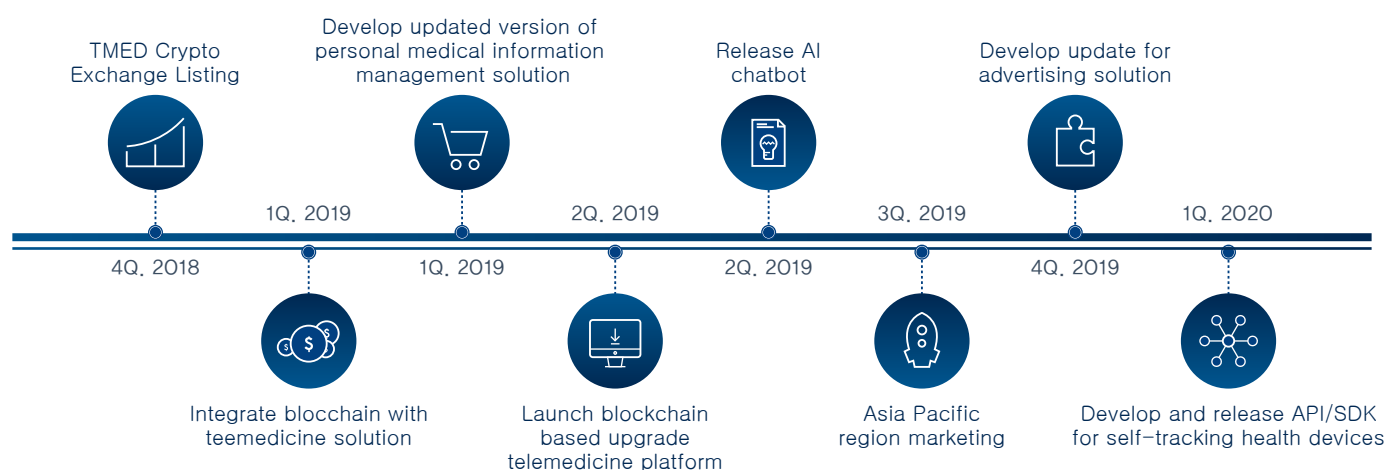 TMED Crypto
Exchange Listing
4Q. 2018
1Q. 2019
Integrate blocchain with
teemedicine solution
Develop updated version of
personal medical information
management solution
1Q. 2019
2Q. 2019
Launch blockchain
based upgrade
telemedicine platform
Release AI
chatbot
2Q. 2019
3Q. 2019
Asia Pacific
region marketing
Develop update for
advertising solution
4Q. 2019
1Q. 2020
Develop and release API/SDK
for self-tracking health devices
$
$
$